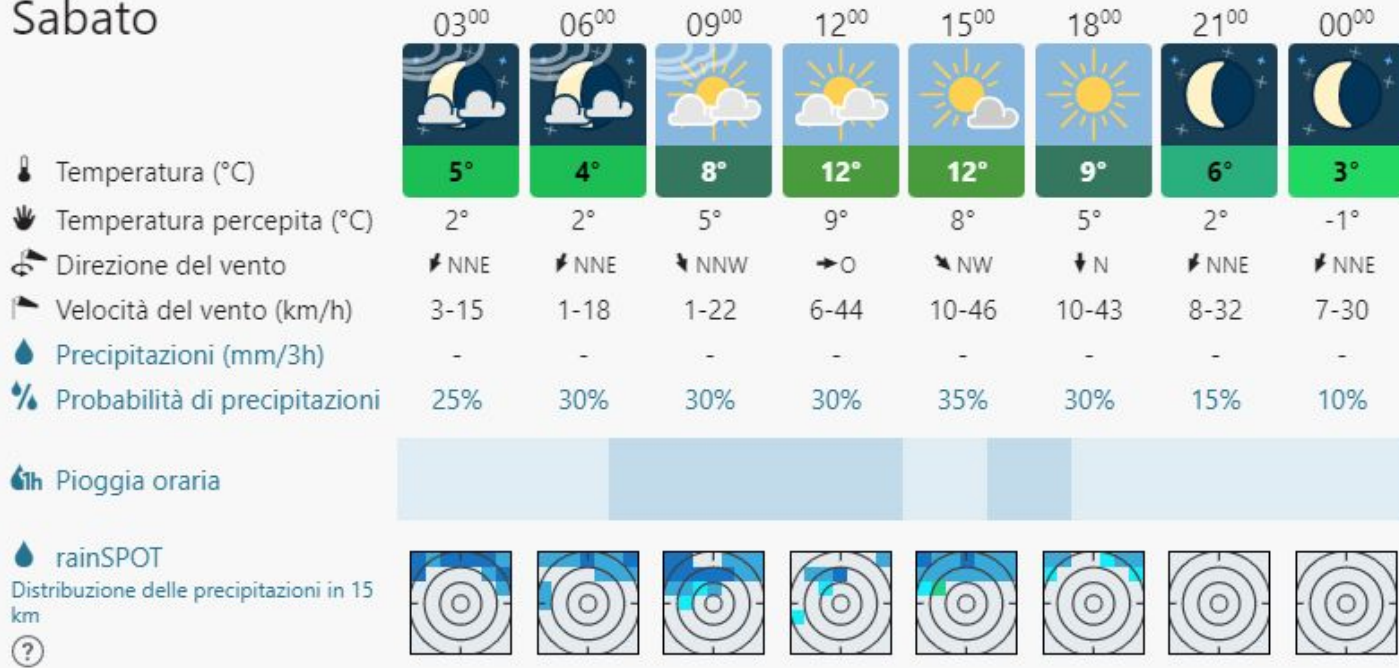 Sabato 03⁰⁰ 06⁰⁰ 09⁰⁰ 12⁰⁰ 15⁰⁰ 18⁰⁰ 21⁰⁰ 00⁰⁰
Temperatura (°C) 5° 4° 8° 12° 12° 9° 6° 3°
Temperatura percepita (°C) 2° 2° 5° 9° 8° 5° 2° -1°
Direzione del vento NNE NNE NNW O NW N NNE NNE
Velocità del vento (km/h) 3-15 1-18 1-22 6-44 10-46 10-43 8-32 7-30
Precipitazioni (mm/3h) - - - - - - - -
Probabilità di precipitazioni 25% 30% 30% 30% 35% 30% 15% 10%
1h Pioggia oraria
rainSPOT
Distribuzione delle precipitazioni in 15
km
?